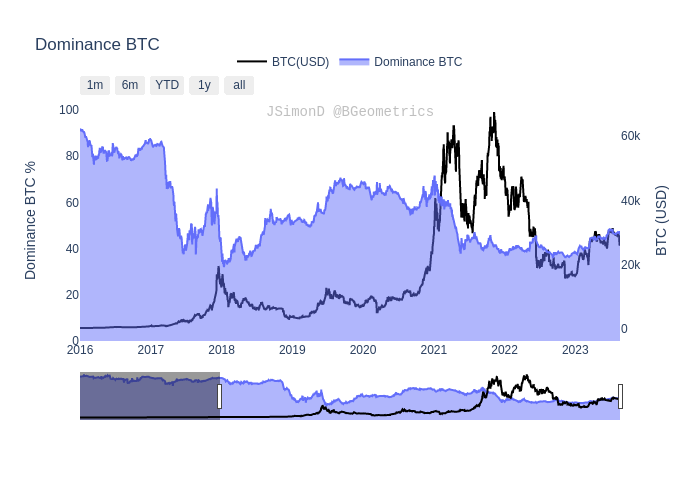 Dominance BTC
BTC(USD)
Dominance BTC
1m
6m
YTD
1y
all
JSimonD @BGeometrics
100
80
60
40
20
0
Dominance BTC %
60k
40k
20k
0
BTC (USD)
2016
2017
2018
2019
2020
2021
2022
2023